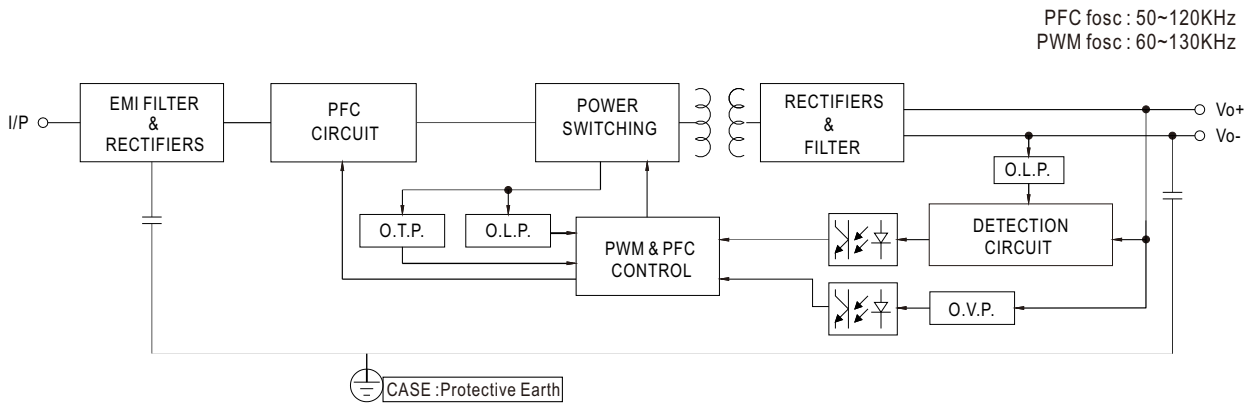 PFC fosc : 50~120KHz
PWM fosc : 60~130KHz
I/P
EMI FILTER
&
RECTIFIERS
PFC
CIRCUIT
POWER
SWITCHING
RECTIFIERS
&
FILTER
Vo+
Vo-
O.L.P.
O.T.P.
O.L.P.
PWM & PFC
CONTROL
DETECTION
CIRCUIT
O.V.P.
CASE :Protective Earth